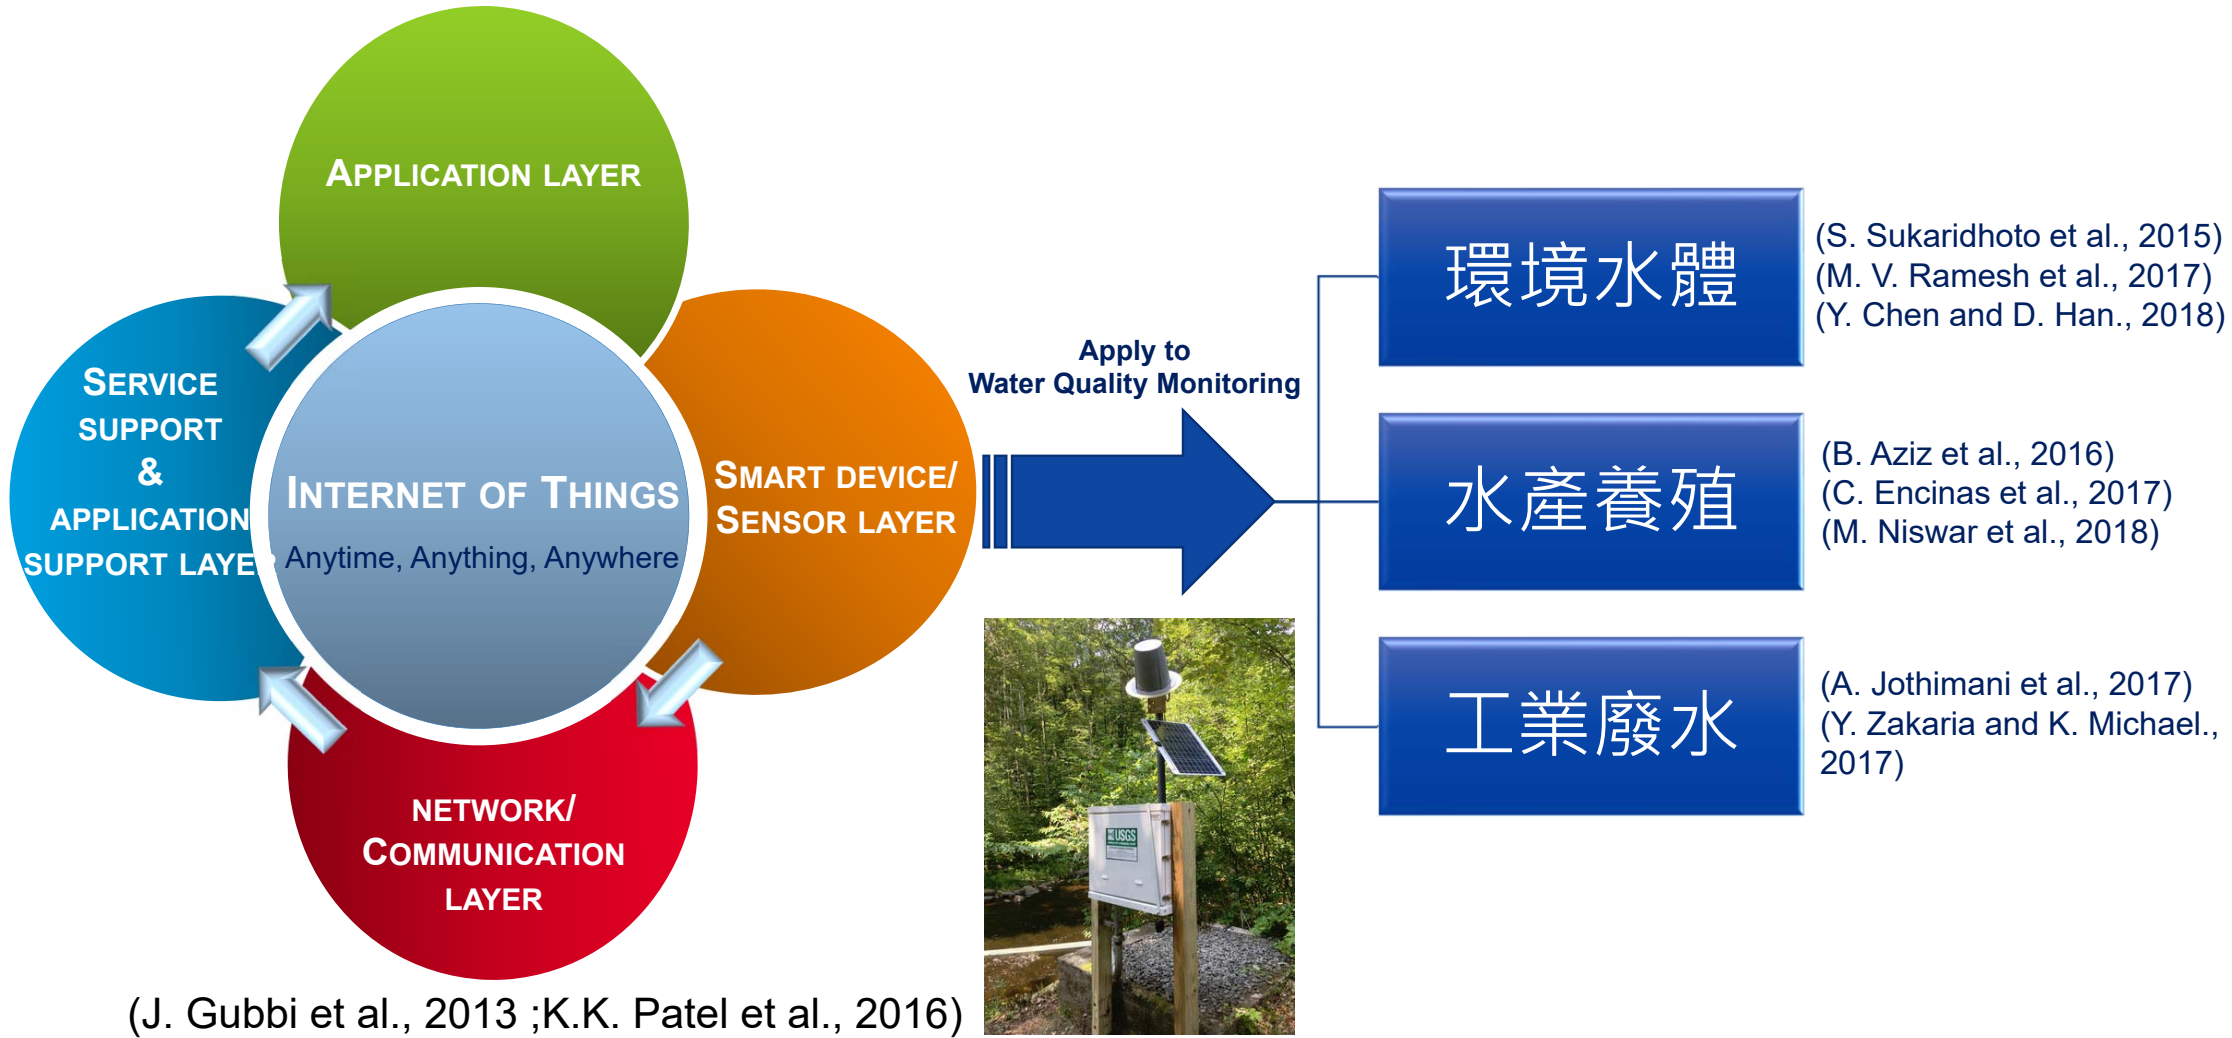 APPLICATION LAYER
SERVICE
SUPPORT
&
APPLICATION
SUPPORT LAYER
INTERNET OF THINGS
Anytime, Anything, Anywhere
SMART DEVICE/
SENSOR LAYER
NETWORK/
COMMUNICATION
LAYER
(J. Gubbi et al., 2013 ;K.K. Patel et al., 2016)
Apply to
Water Quality Monitoring
USGS
環境水體
(S. Sukaridhoto et al., 2015)
(M. V. Ramesh et al., 2017)
(Y. Chen and D. Han., 2018)
水產養殖
(B. Aziz et al., 2016)
(C. Encinas et al., 2017)
(M. Niswar et al., 2018)
工業廢水
(A. Jothimani et al., 2017)
(Y. Zakaria and K. Michael.,
2017)